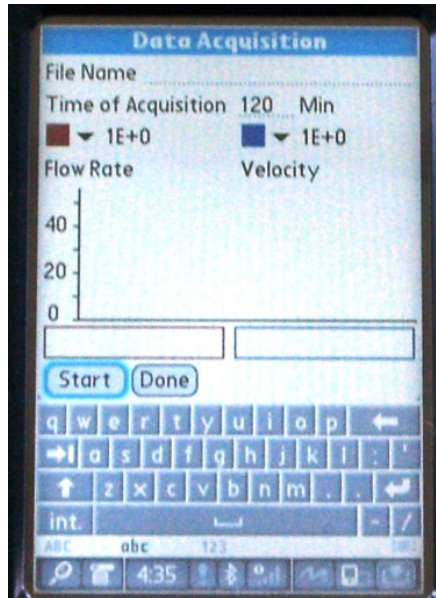 Data Acquisition
File Name
Time of Acquisition 120 Min
1E+0 1E+0
Flow Rate Velocity
40
20
0
Start Done
q w e r t y u i o p
a s d f g h j k l : '
z x c v b n m . .
int. - /
ABC abc 123
4:35